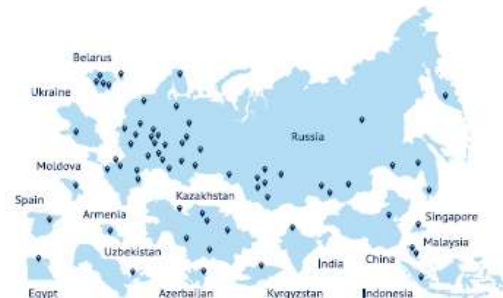 Belarus
Ukraine
Russia
Moldova
Kazakhstan
Spain
Armenia
Singapore
Malaysia
Uzbekistan
India
China
Egypt
Azerbaijan
Kyrgyzstan
Indonesia